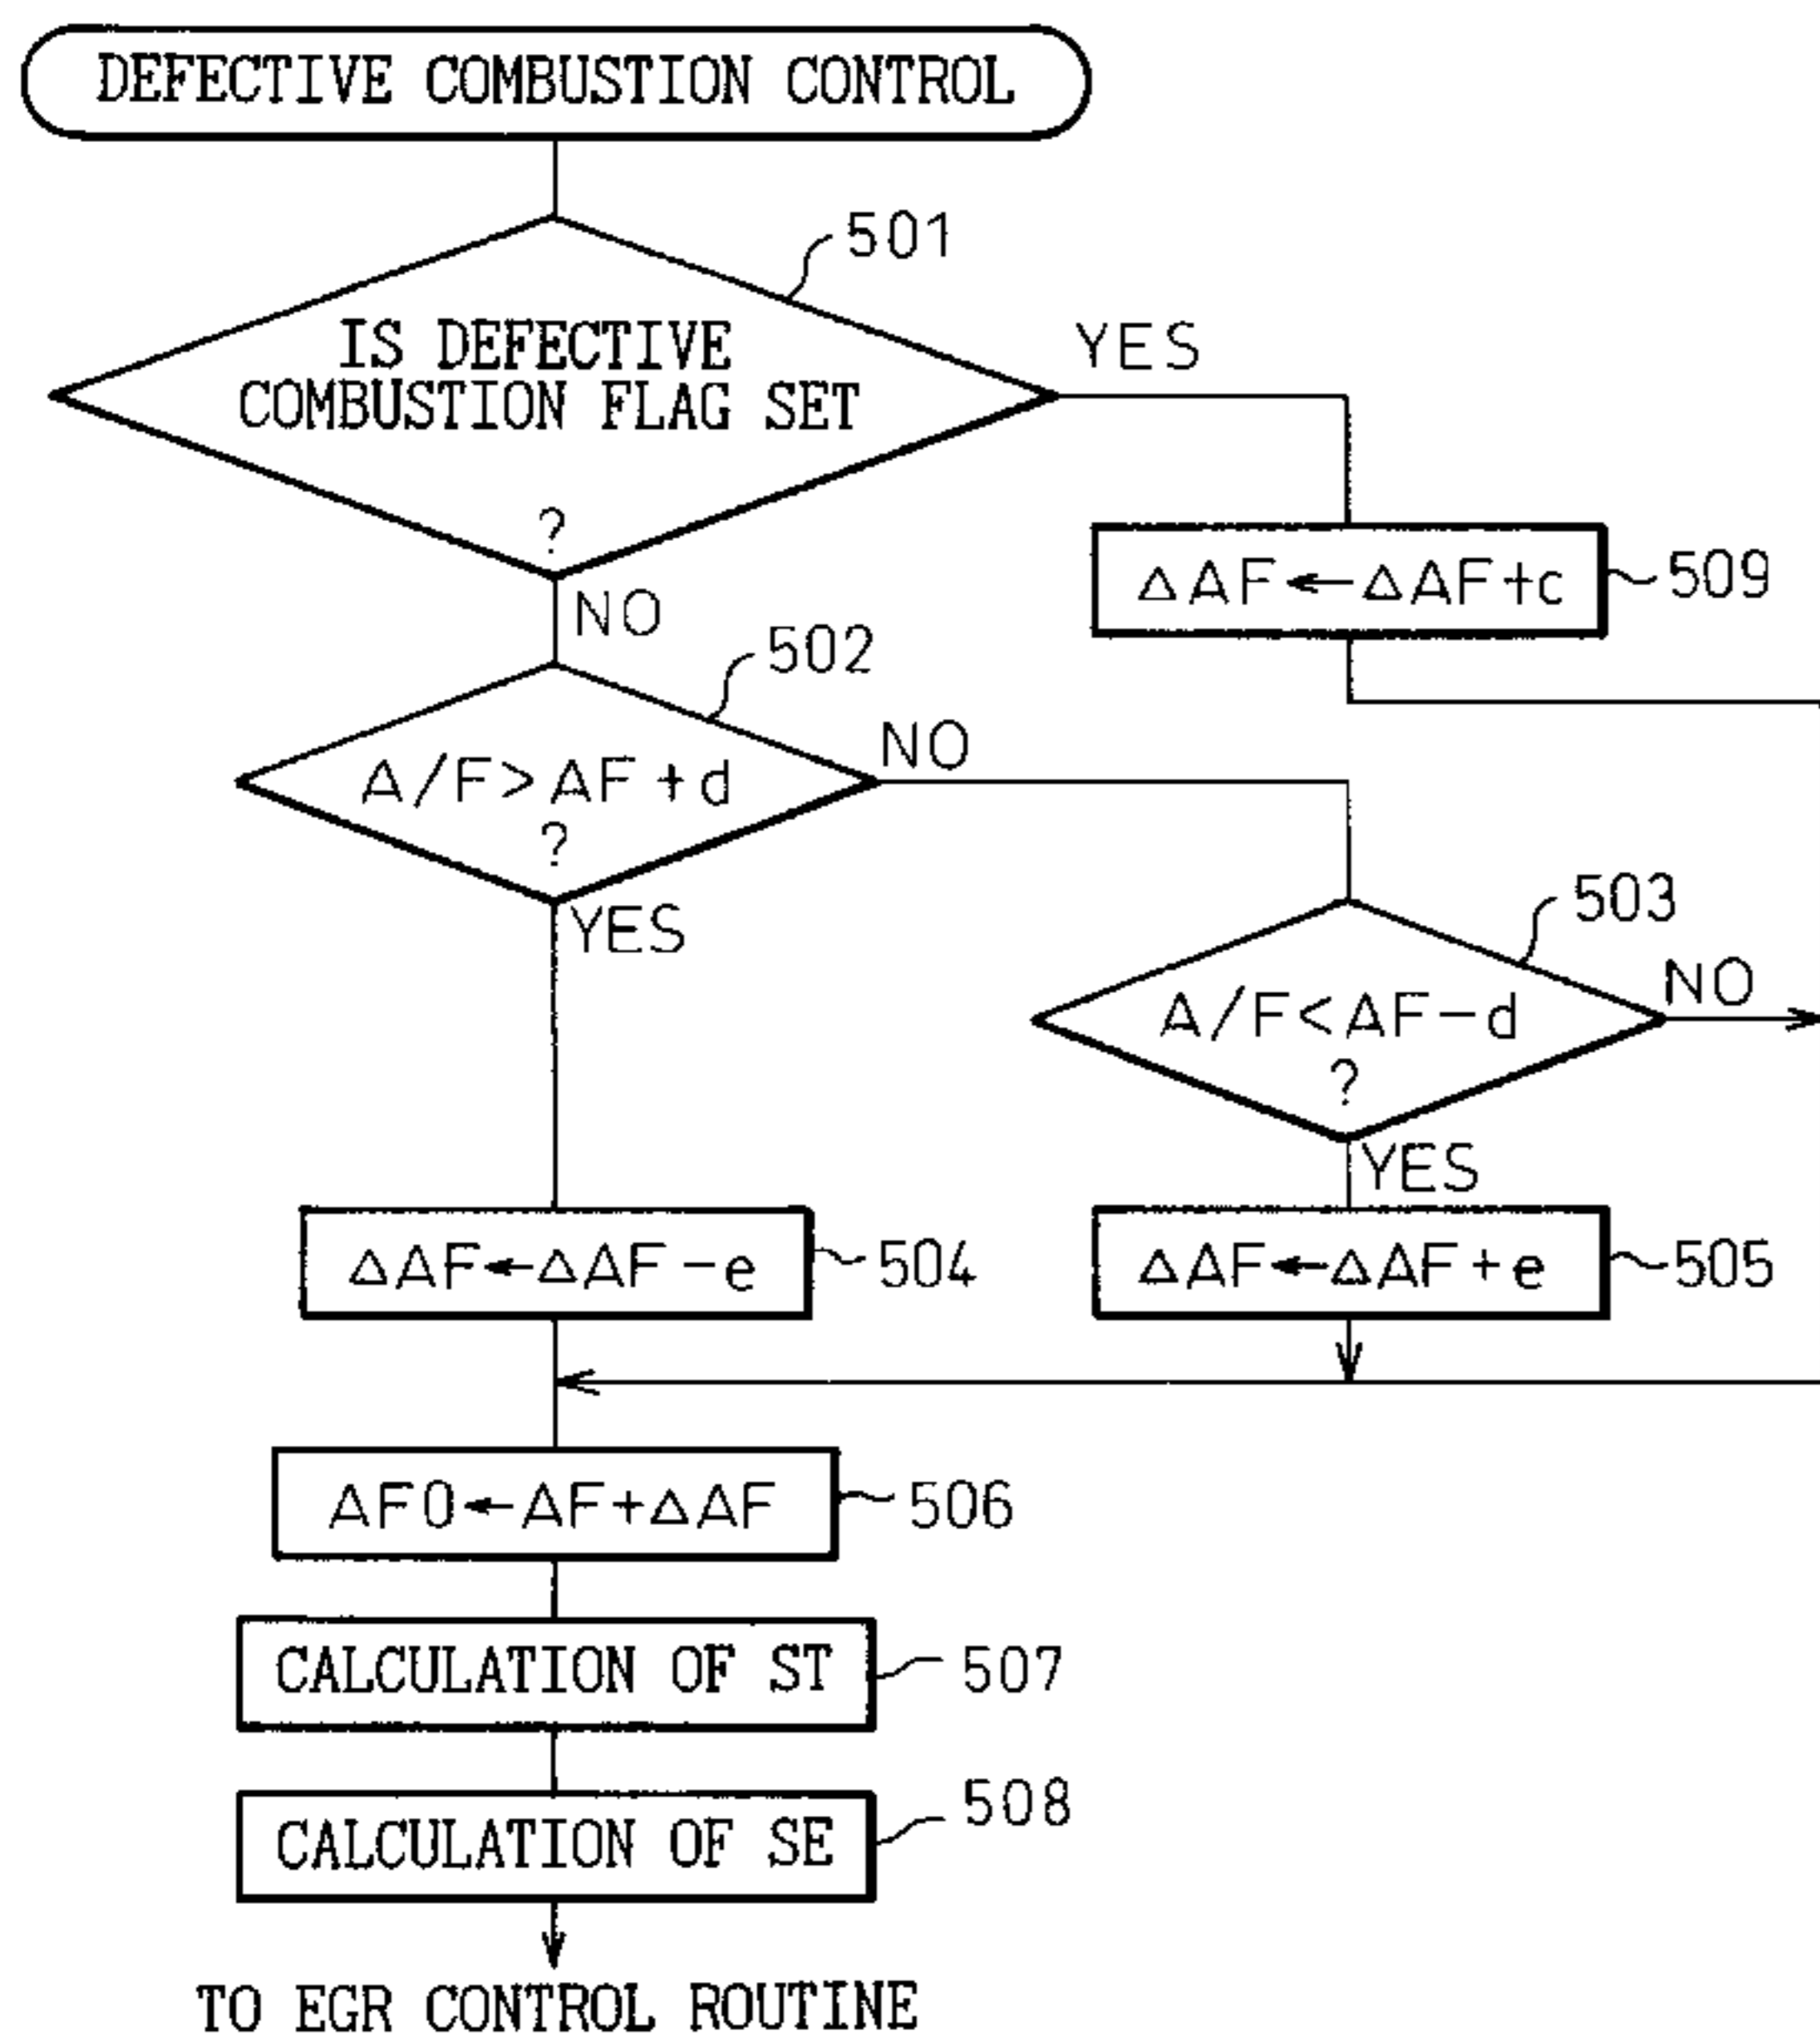 DEFECTIVE COMBUSTION CONTROL
501
IS DEFECTIVE
COMBUSTION FLAG SET
?
YES
NO
ΔAF←ΔAF+c
509
502
A/F>AF+d
?
NO
YES
503
A/F<AF-d
?
NO
YES
ΔAF←ΔAF-e
504
ΔAF←ΔAF+e
505
AFO←AF+ΔAF
506
CALCULATION OF ST
507
CALCULATION OF SE
508
TO EGR CONTROL ROUTINE